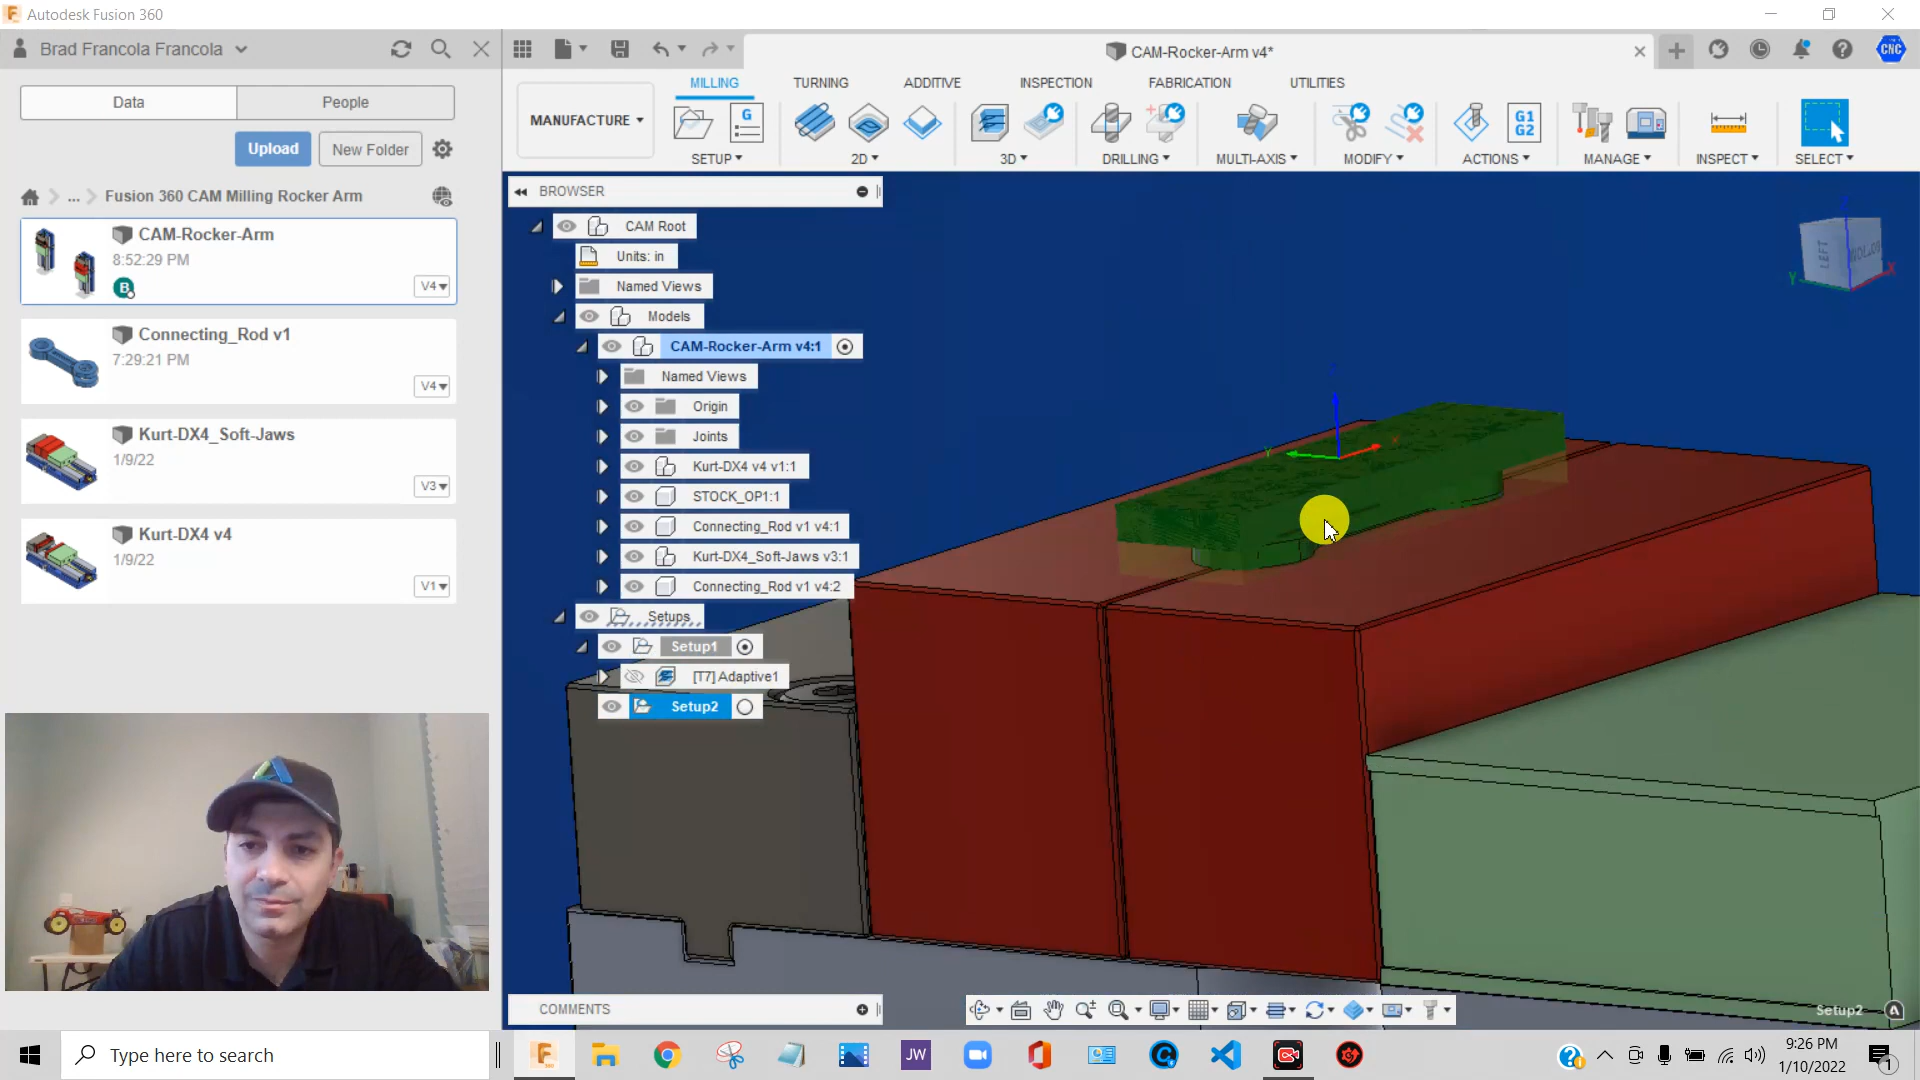 Autodesk Fusion 360
Brad Francola Francola
CAM-Rocker-Arm v4*
CNC
Data
People
MILLING
TURNING
ADDITIVE
INSPECTION
FABRICATION
UTILITIES
MANUFACTURE
G
G1
G2
Upload
New Folder
SETUP
2D
3D
DRILLING
MULTI-AXIS
MODIFY
ACTIONS
MANAGE
INSPECT
SELECT
... Fusion 360 CAM Milling Rocker Arm
BROWSER
CAM-Rocker-Arm
8:52:29 PM
B
V4
Connecting_Rod v1
7:29:21 PM
V4
Kurt-DX4_Soft-Jaws
1/9/22
V3
Kurt-DX4 v4
1/9/22
V1
CAM Root
Units: in
Named Views
Models
CAM-Rocker-Arm v4:1
Named Views
Origin
Joints
Kurt-DX4 v4 v1:1
STOCK_OP1:1
Connecting_Rod v1 v4:1
Kurt-DX4_Soft-Jaws v3:1
Connecting_Rod v1 v4:2
Setups
Setup1
[T7] Adaptive1
Setup2
LEFT
Z
Y
X
COMMENTS
Setup2
Type here to search
JW
9:26 PM
1/10/2022
1